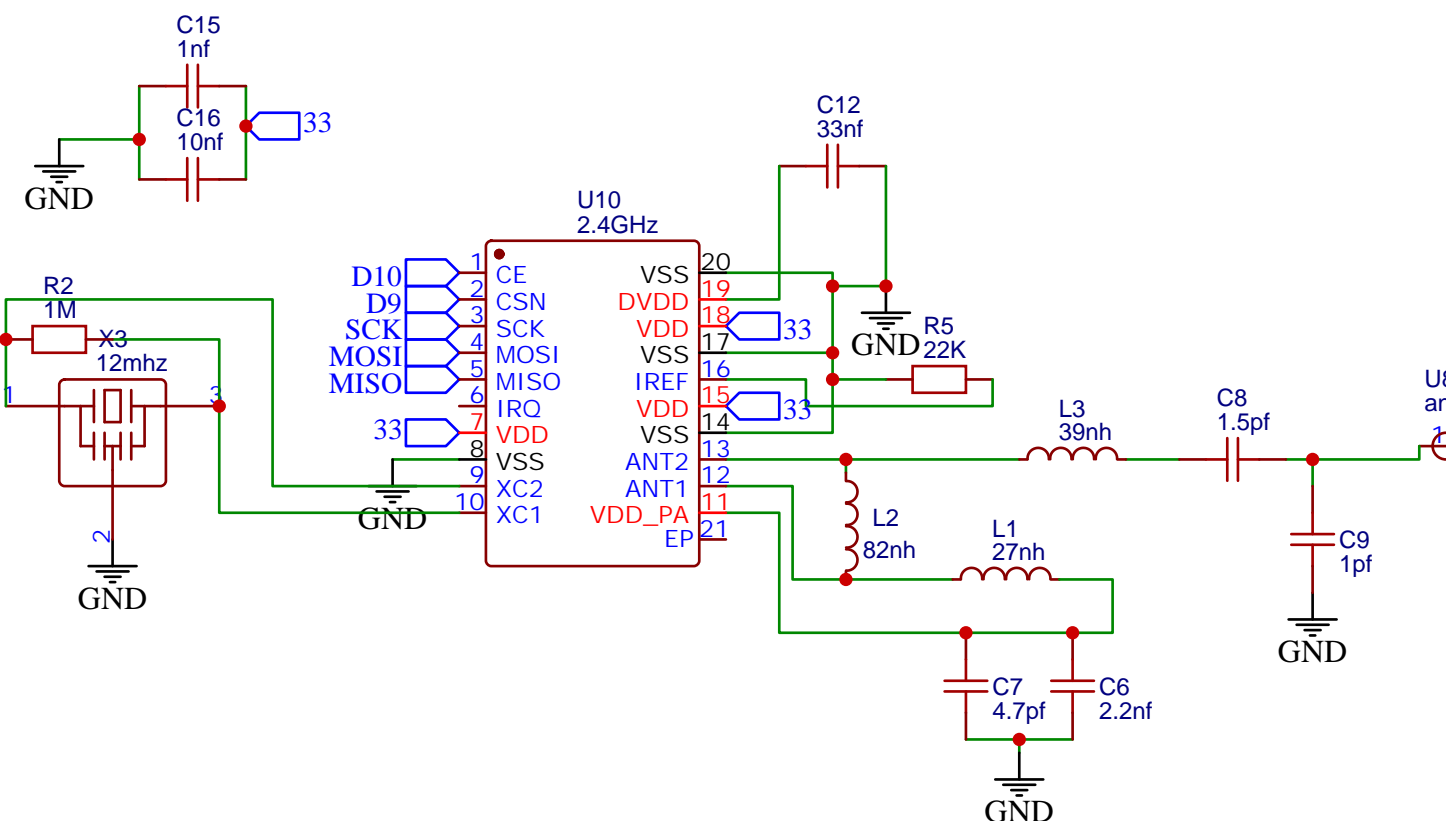 C15
1nf
C16
10nf
33
GND
C12
33nf
U10
2.4GHz
R2
1M
X3
12mhz
1
3
2
GND
D10
D9
SCK
MOSI
MISO
33
GND
1
2
3
4
5
6
7
8
9
10
CE
CSN
SCK
MOSI
MISO
IRQ
VDD
VSS
XC2
XC1
VSS
DVDD
VDD
VSS
IREF
VDD
VSS
ANT2
ANT1
VDD_PA
EP
20
19
18
17
16
15
14
13
12
11
21
33
33
GND
R5
22K
L3
39nh
C8
1.5pf
1
L2
82nh
L1
27nh
C9
1pf
GND
C7
4.7pf
C6
2.2nf
GND